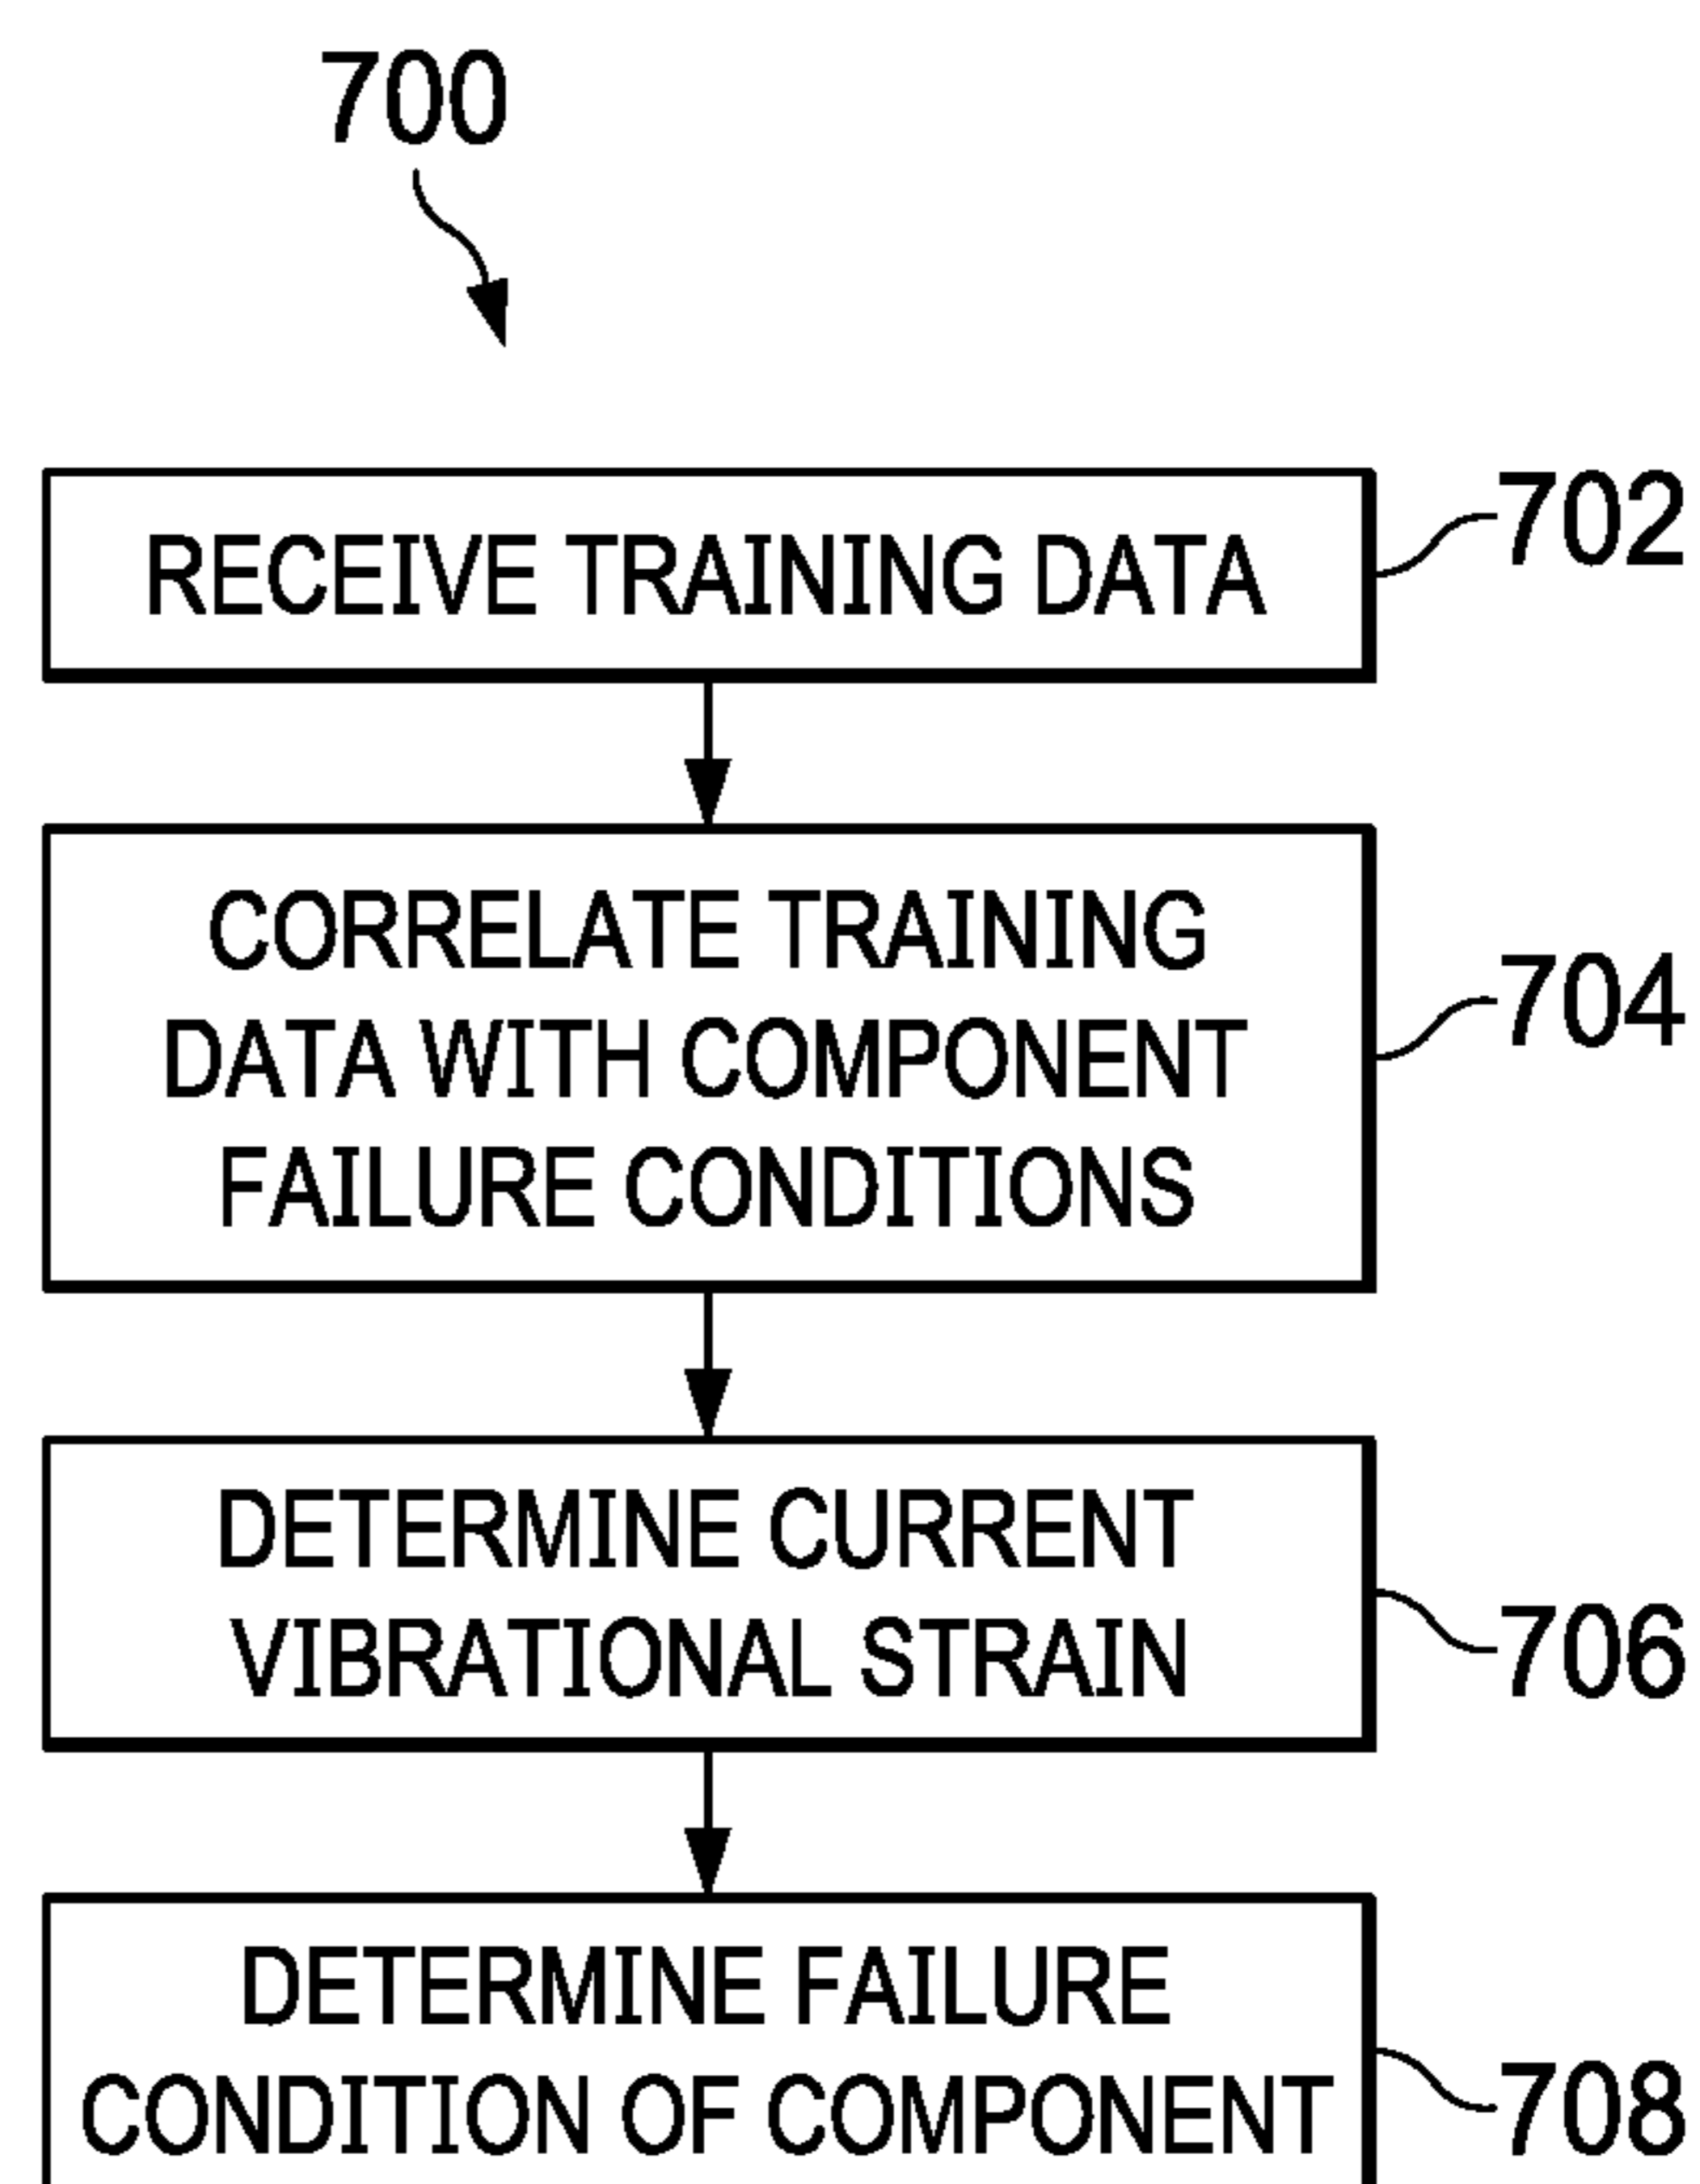 700
RECEIVE TRAINING DATA
702
CORRELATE TRAINING
DATA WITH COMPONENT
FAILURE CONDITIONS
704
DETERMINE CURRENT
VIBRATIONAL STRAIN
706
DETERMINE FAILURE
CONDITION OF COMPONENT
708